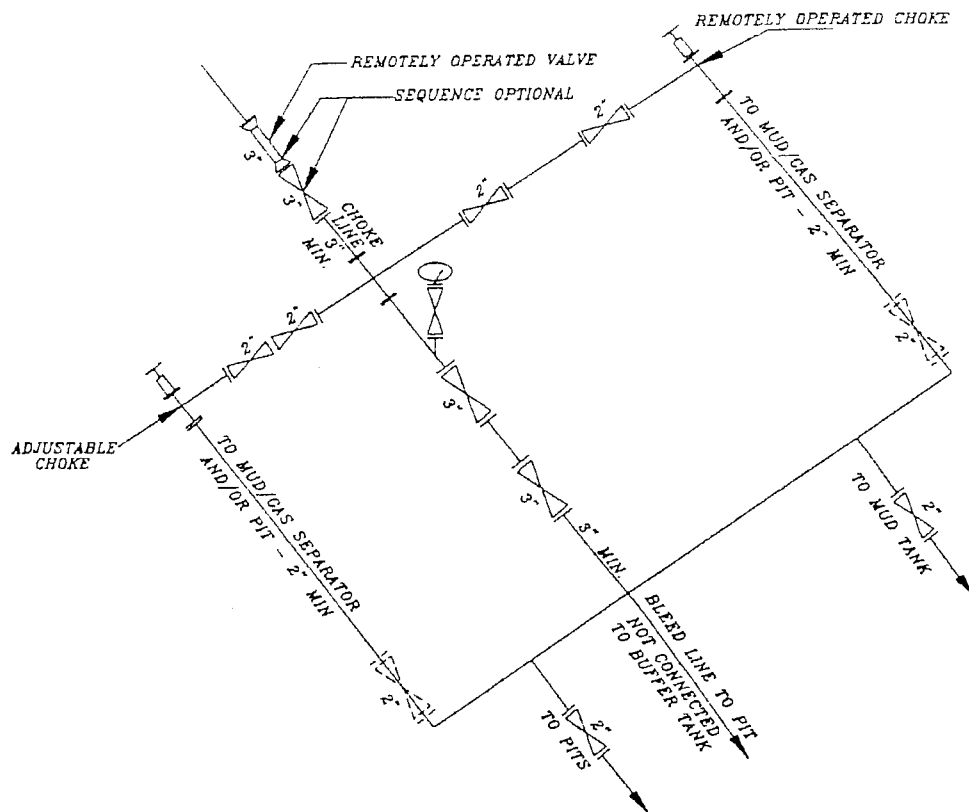 REMOTELY OPERATED CHOKE
REMOTELY OPERATED VALVE
SEQUENCE OPTIONAL
3"
3"
CHOKE
LINE
3"
MIN.
2"
2"
TO MUD/GAS SEPARATOR
AND/OR PIT - 2" MIN
2"
2"
2"
ADJUSTABLE
CHOKE
TO MUD/GAS SEPARATOR
AND/OR PIT - 2" MIN
2"
3"
3"
3" MIN.
BLEED LINE TO PIT
NOT CONNECTED
TO BUFFER TANK
2"
TO MUD TANK
2"
TO PITS